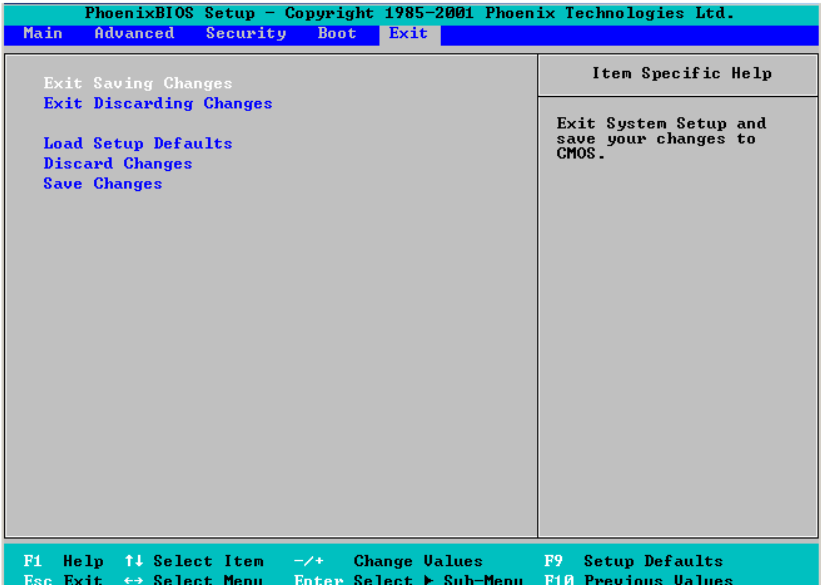 PhoenixBIOS Setup - Copyright 1985-2001 Phoenix Technologies Ltd.
Main Advanced Security Boot Exit
Exit Saving Changes
Exit Discarding Changes
Load Setup Defaults
Discard Changes
Save Changes
Item Specific Help
Exit System Setup and
save your changes to
CMOS.
F1 Help ↑↓ Select Item -/+ Change Values F9 Setup Defaults
Esc Exit ↔ Select Menu Enter Select ▶ Sub-Menu F10 Previous Values